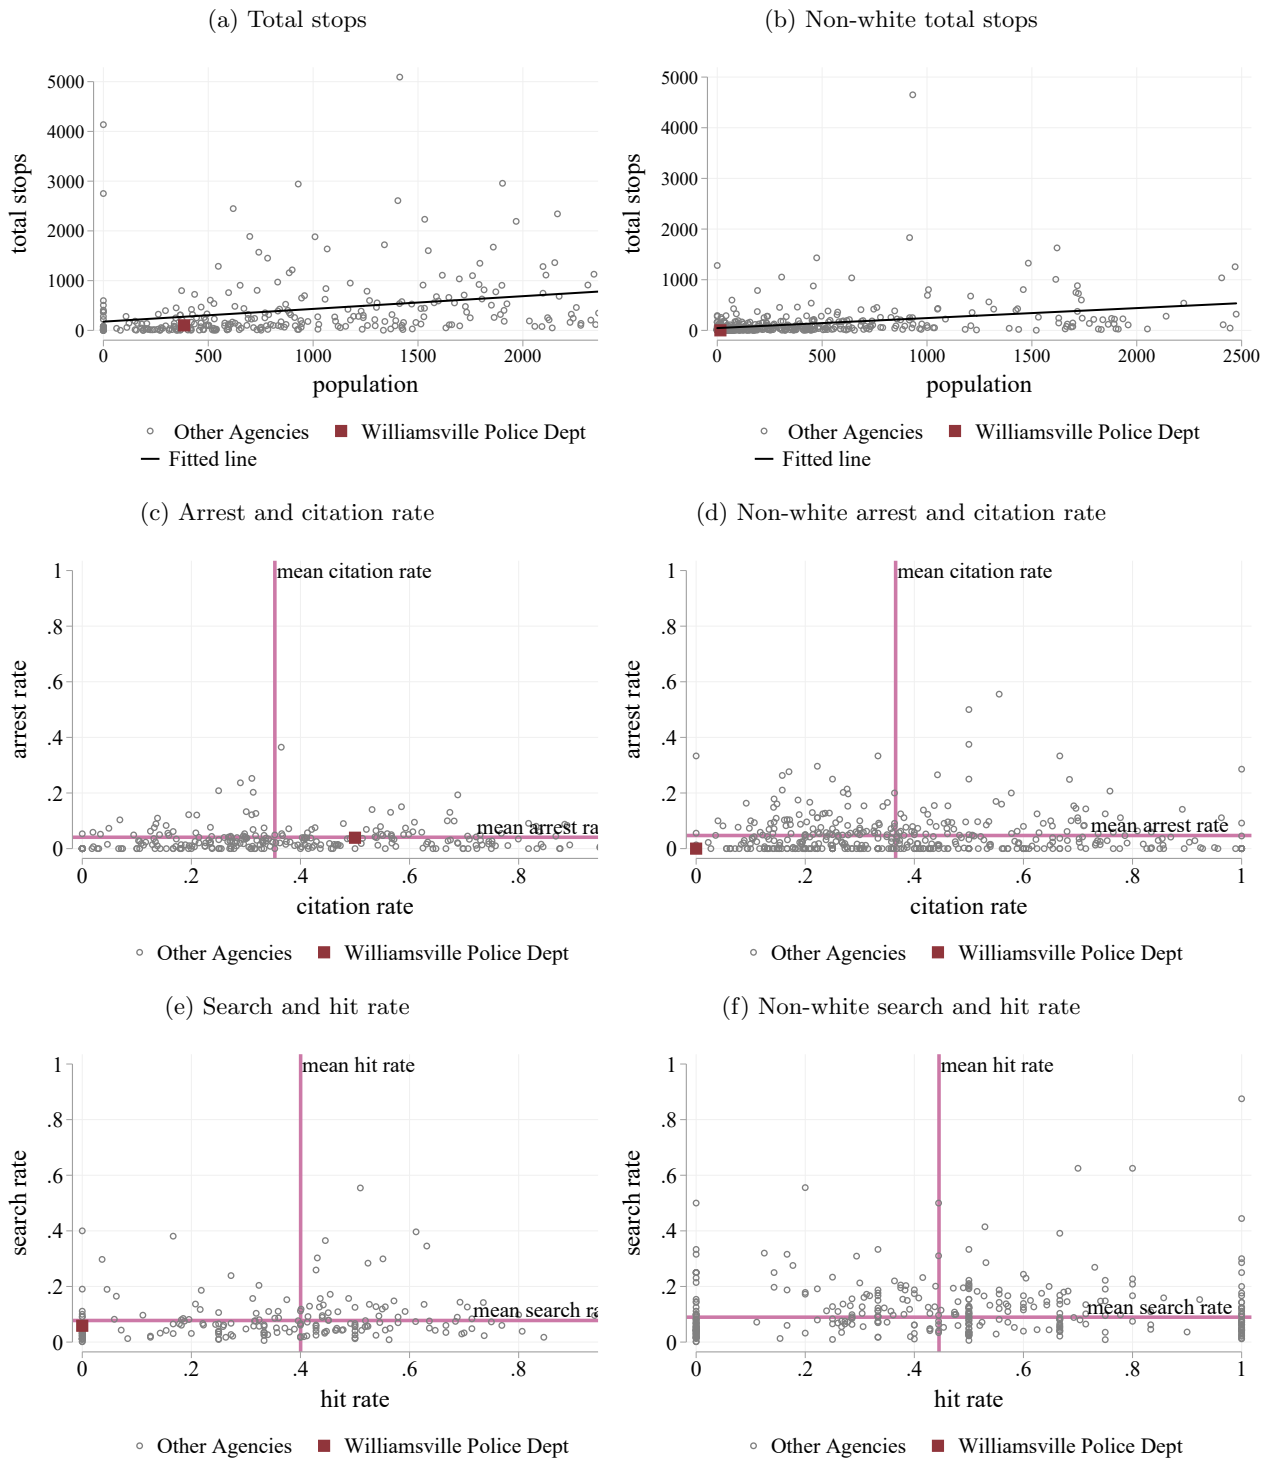 (a) Total stops
(b) Non-white total stops
5000
4000
3000
2000
1000
0
total stops
0 500 1000 1500 2000
population
Other Agencies Williamsville Police Dept
Fitted line
5000
4000
3000
2000
1000
0
total stops
0 500 1000 1500 2000 2500
population
Other Agencies Williamsville Police Dept
Fitted line
(c) Arrest and citation rate
(d) Non-white arrest and citation rate
mean citation rate
1
.8
.6
.4
.2
0
arrest rate
mean arrest ra
0 .2 .4 .6 .8
citation rate
Other Agencies Williamsville Police Dept
mean citation rate
1
.8
.6
.4
.2
0
arrest rate
mean arrest rate
0 .2 .4 .6 .8 1
citation rate
Other Agencies Williamsville Police Dept
(e) Search and hit rate
(f) Non-white search and hit rate
mean hit rate
1
.8
.6
.4
.2
0
search rate
mean search ra
0 .2 .4 .6 .8
hit rate
Other Agencies Williamsville Police Dept
mean hit rate
1
.8
.6
.4
.2
0
search rate
mean search rate
0 .2 .4 .6 .8 1
hit rate
Other Agencies Williamsville Police Dept